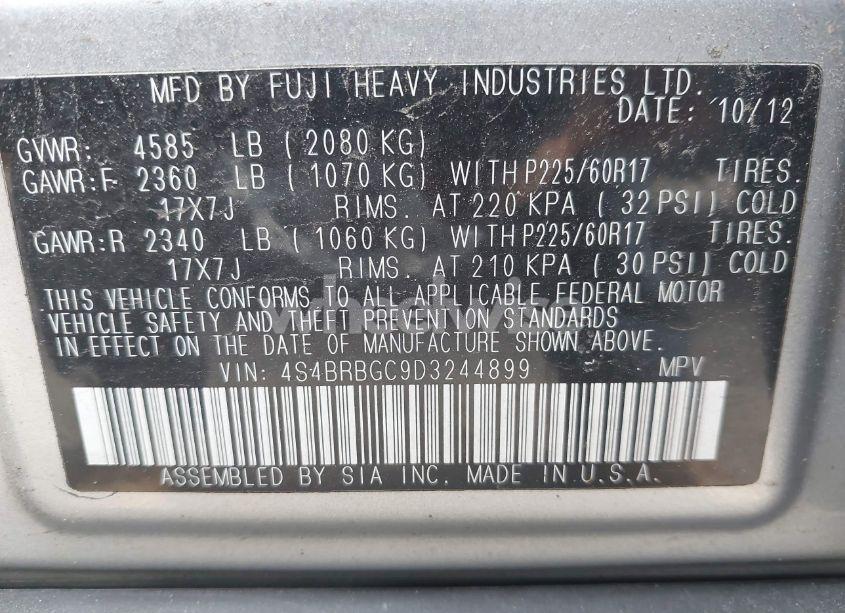 MFD BY FUJI HEAVY INDUSTRIES LTD.
DATE: 10/12
GVWR: 4585 LB ( 2080 KG)
GAWR:F 2360 LB ( 1070 KG) WITH P225/60R17 TIRES.
17X7J RIMS. AT 220 KPA ( 32 PSI) COLD
GAWR:R 2340 LB ( 1060 KG) WITH P225/60R17 TIRES.
17X7J RIMS. AT 210 KPA ( 30 PSI) COLD
THIS VEHICLE CONFORMS TO ALL APPLICABLE FEDERAL MOTOR
VEHICLE SAFETY AND THEFT PREVENTION STANDARDS
IN EFFECT ON THE DATE OF MANUFACTURE SHOWN ABOVE.
VIN: 4S4BRBGC9D3244899 MPV
ASSEMBLED BY SIA INC. MADE IN U.S.A.